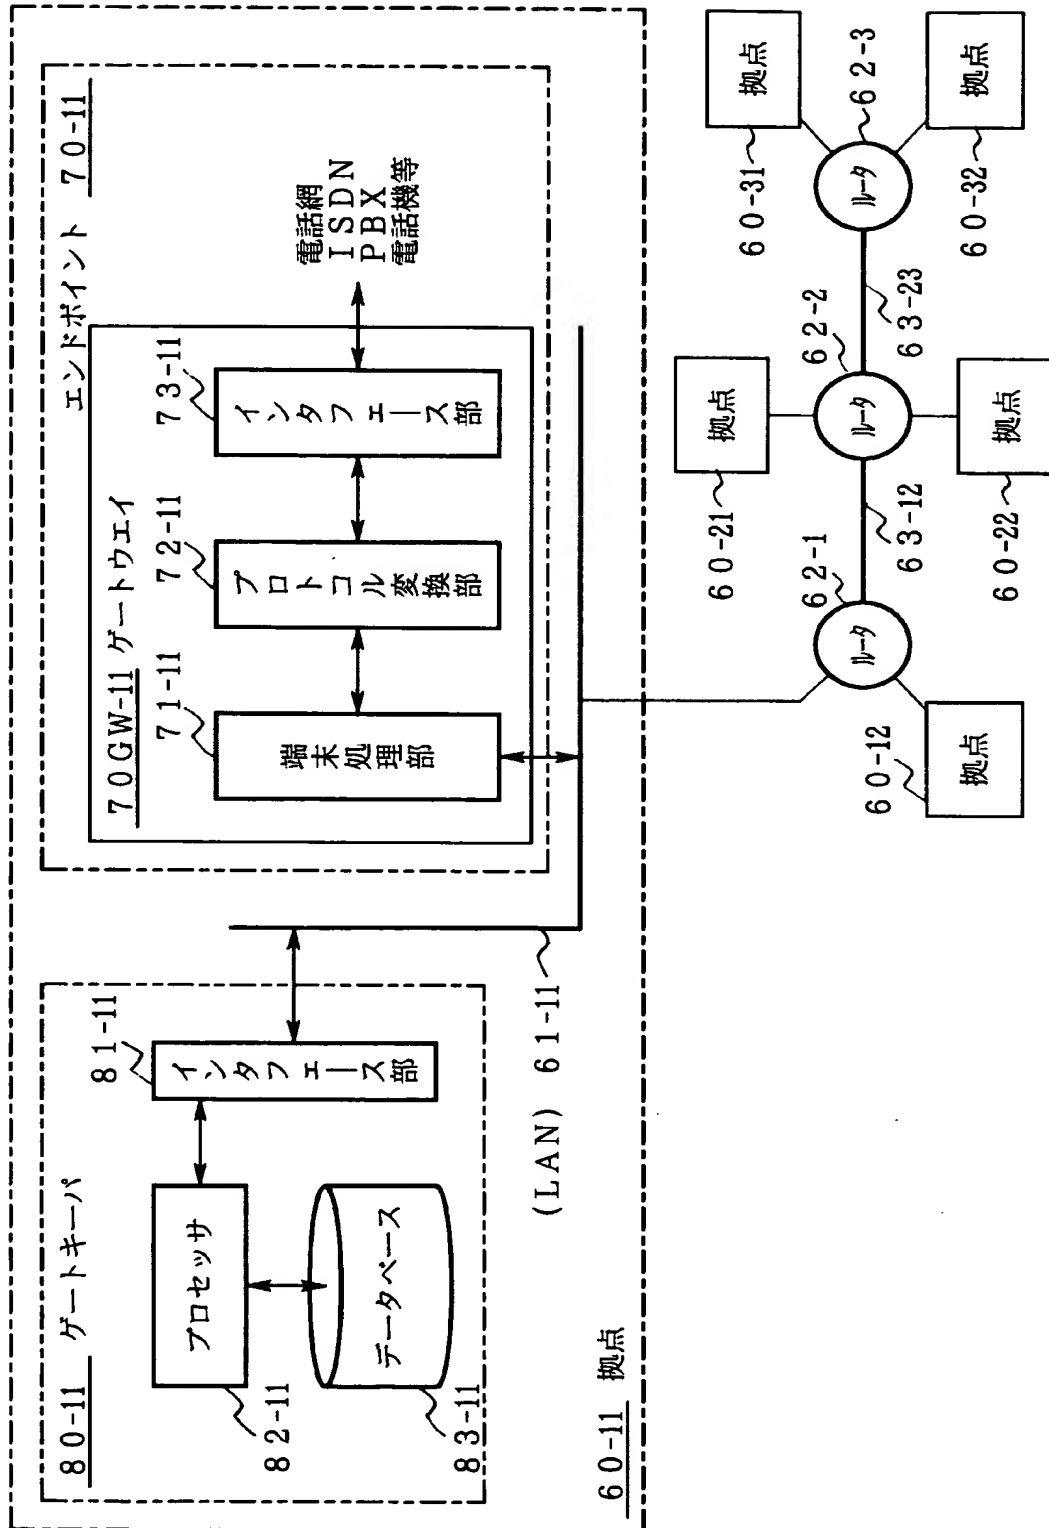 80-11 ゲートキーパ
プロセッサ
82-11
データベース
83-11
81-11
インタフェース部
(LAN) 61-11
60-11 拠点
エンドポイント 70-11
70GW-11 ゲートウエイ
71-11
端末処理部
72-11
プロトコル変換部
73-11
インタフェース部
電話網
ISDN
PBX
電話機等
60-12
拠点
62-1
ルータ
63-12
60-21
拠点
62-2
ルータ
60-22
拠点
63-23
60-31
拠点
62-3
ルータ
60-32
拠点